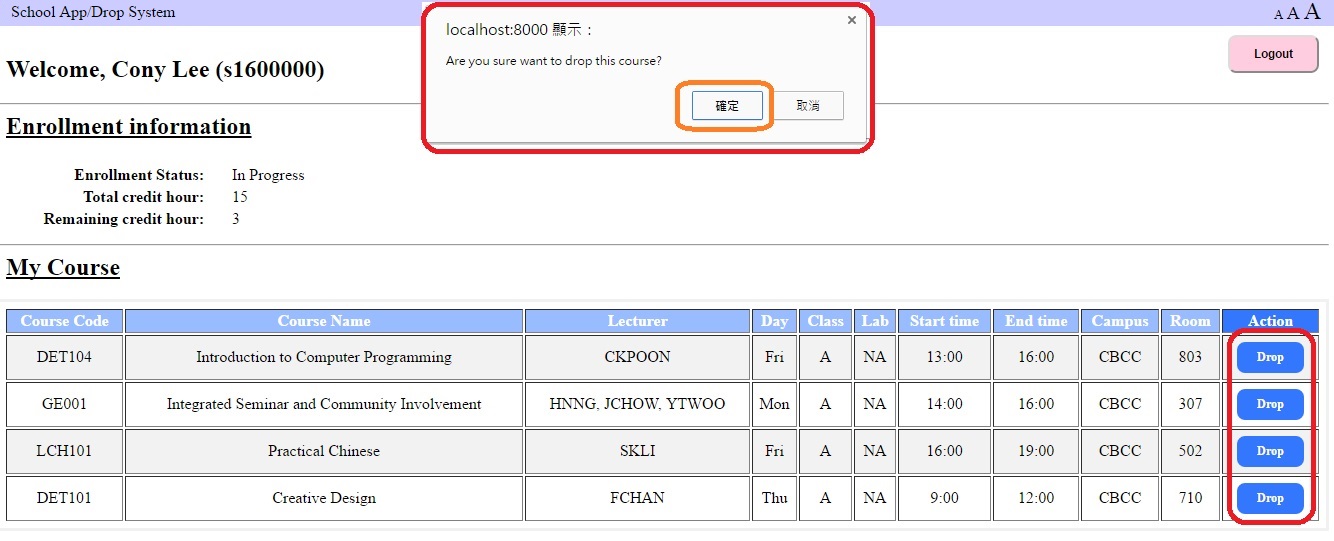 School App/Drop System
A A A
localhost:8000 顯示：
×
Are you sure want to drop this course?
確定 取消
Welcome, Cony Lee (s1600000)
Logout
Enrollment information
Enrollment Status: In Progress
Total credit hour: 15
Remaining credit hour: 3
My Course
Course Code Course Name Lecturer Day Class Lab Start time End time Campus Room Action
DET104 Introduction to Computer Programming CKPOON Fri A NA 13:00 16:00 CBCC 803 Drop
GE001 Integrated Seminar and Community Involvement HNNG, JCHOW, YTWOO Mon A NA 14:00 16:00 CBCC 307 Drop
LCH101 Practical Chinese SKLI Fri A NA 16:00 19:00 CBCC 502 Drop
DET101 Creative Design FCHAN Thu A NA 9:00 12:00 CBCC 710 Drop